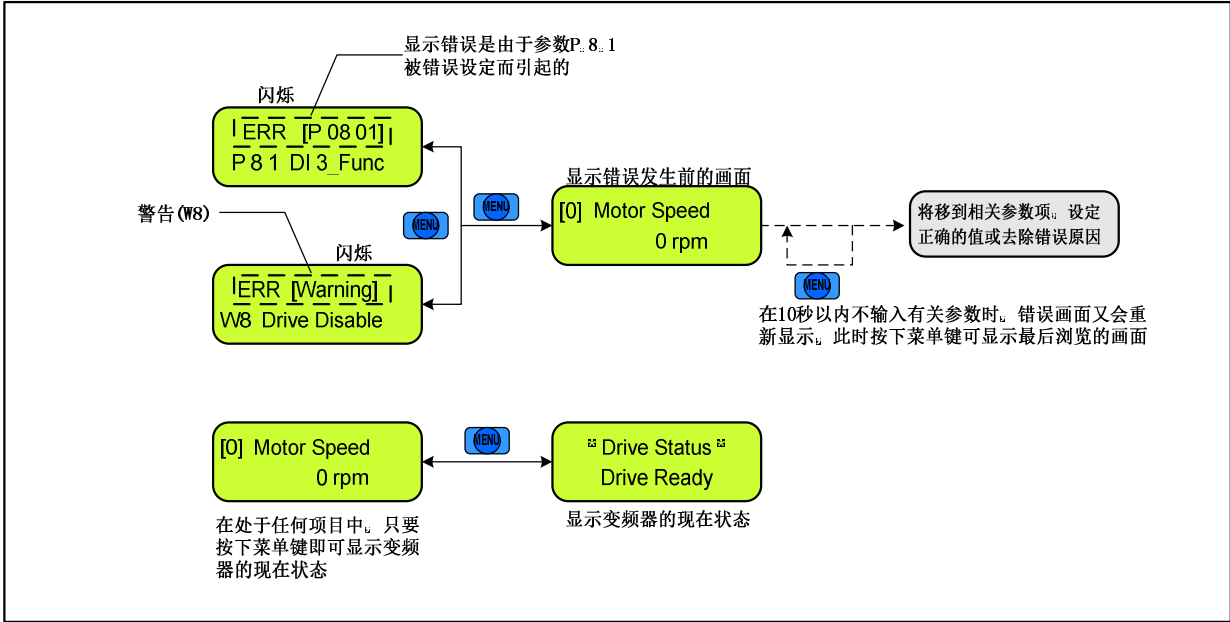 显示错误是由于参数P.8.1
被错误设定而引起的
闪烁
ERR [P 08 01]
P 8 1 DI 3_Func
警告(W8)
闪烁
ERR [Warning]
W8 Drive Disable
MENU
MENU
显示错误发生前的画面
[0] Motor Speed
0 rpm
将移到相关参数项。设定
正确的值或去除错误原因
MENU
在10秒以内不输入有关参数时。错误画面又会重
新显示。此时按下菜单键可显示最后浏览的画面
[0] Motor Speed
0 rpm
MENU
" Drive Status "
Drive Ready
在处于任何项目中。只要
按下菜单键即可显示变频
器的现在状态
显示变频器的现在状态